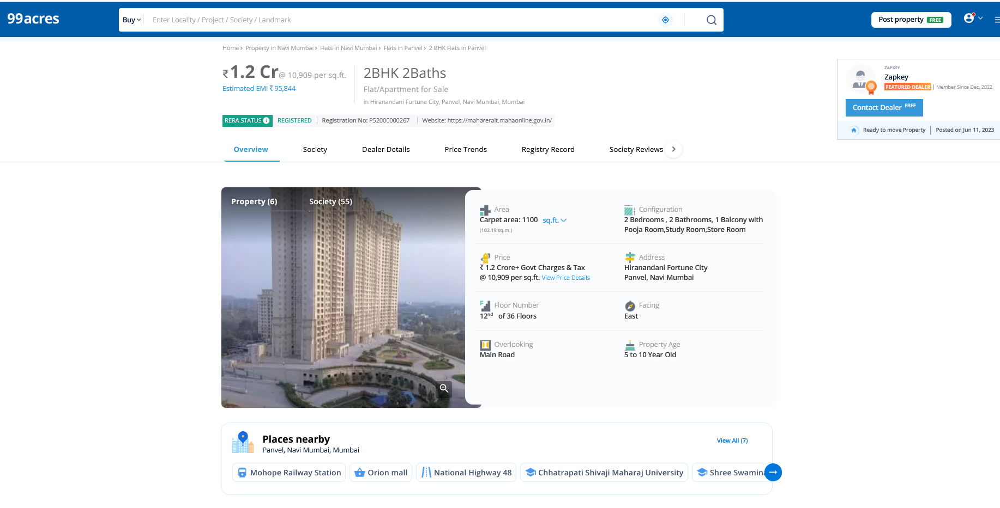 99acres
Buy
Enter Locality / Project / Society / Landmark
Post property FREE
Home › Property in Navi Mumbai › Flats in Navi Mumbai › Flats in Panvel › 2 BHK Flats in Panvel
₹ 1.2 Cr @ 10,909 per sq.ft.
Estimated EMI ₹ 95,844
2BHK 2Baths
Flat/Apartment for Sale
in Hiranandani Fortune City, Panvel, Navi Mumbai, Mumbai
ZAPKEY
Zapkey
FEATURED DEALER | Member Since Dec, 2022
Contact Dealer FREE
Ready to move Property | Posted on Jun 11, 2023
RERA STATUS REGISTERED | Registration No: P52000000267 | Website: https://maharerait.mahaonline.gov.in/
Overview Society Dealer Details Price Trends Registry Record Society Reviews
Property (6) Society (55)
Area
Carpet area: 1100 sq.ft.
(102.19 sq.m.)
Configuration
2 Bedrooms , 2 Bathrooms, 1 Balcony with
Pooja Room,Study Room,Store Room
Price
₹ 1.2 Crore+ Govt Charges & Tax
@ 10,909 per sq.ft. View Price Details
Address
Hiranandani Fortune City
Panvel, Navi Mumbai
Floor Number
12nd of 36 Floors
Facing
East
Overlooking
Main Road
Property Age
5 to 10 Year Old
Places nearby
Panvel, Navi Mumbai, Mumbai
View All (7)
Mohope Railway Station Orion mall National Highway 48 Chhatrapati Shivaji Maharaj University Shree Swamin